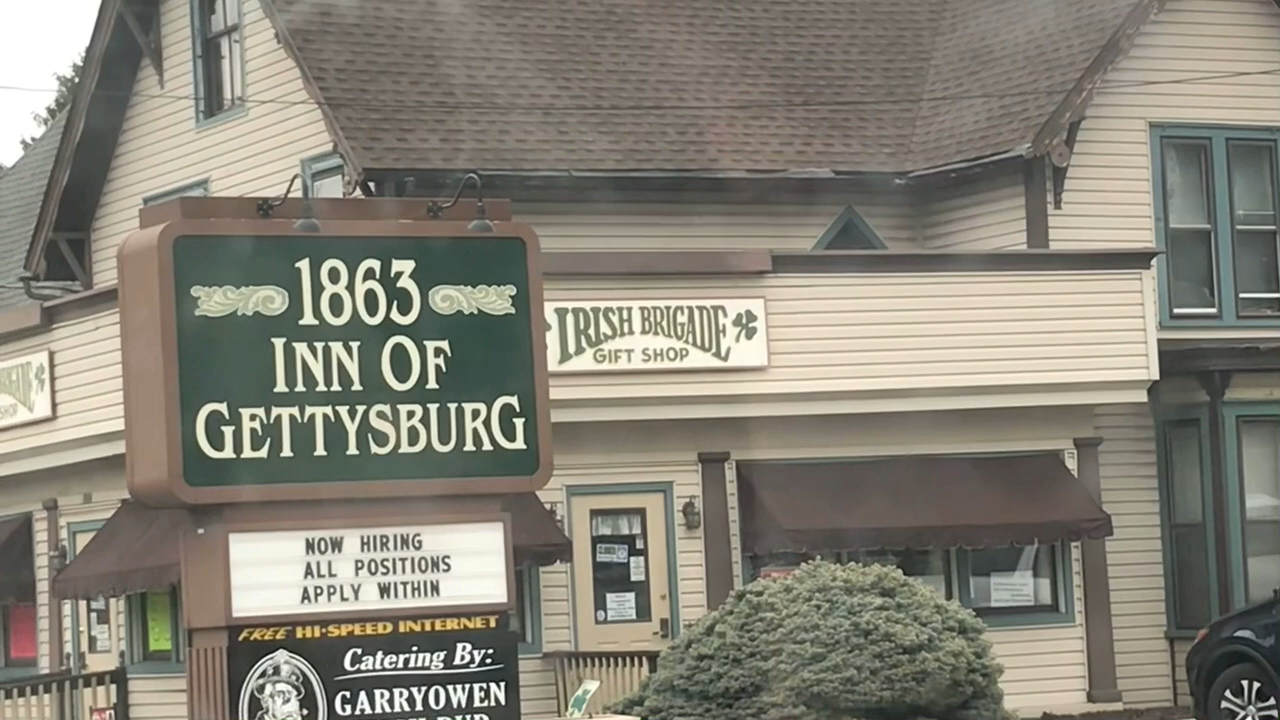 1863
INN OF
GETTYSBURG
IRISH BRIGADE
GIFT SHOP
NOW HIRING
ALL POSITIONS
APPLY WITHIN
FREE HI-SPEED INTERNET
Catering By:
GARRYOWEN